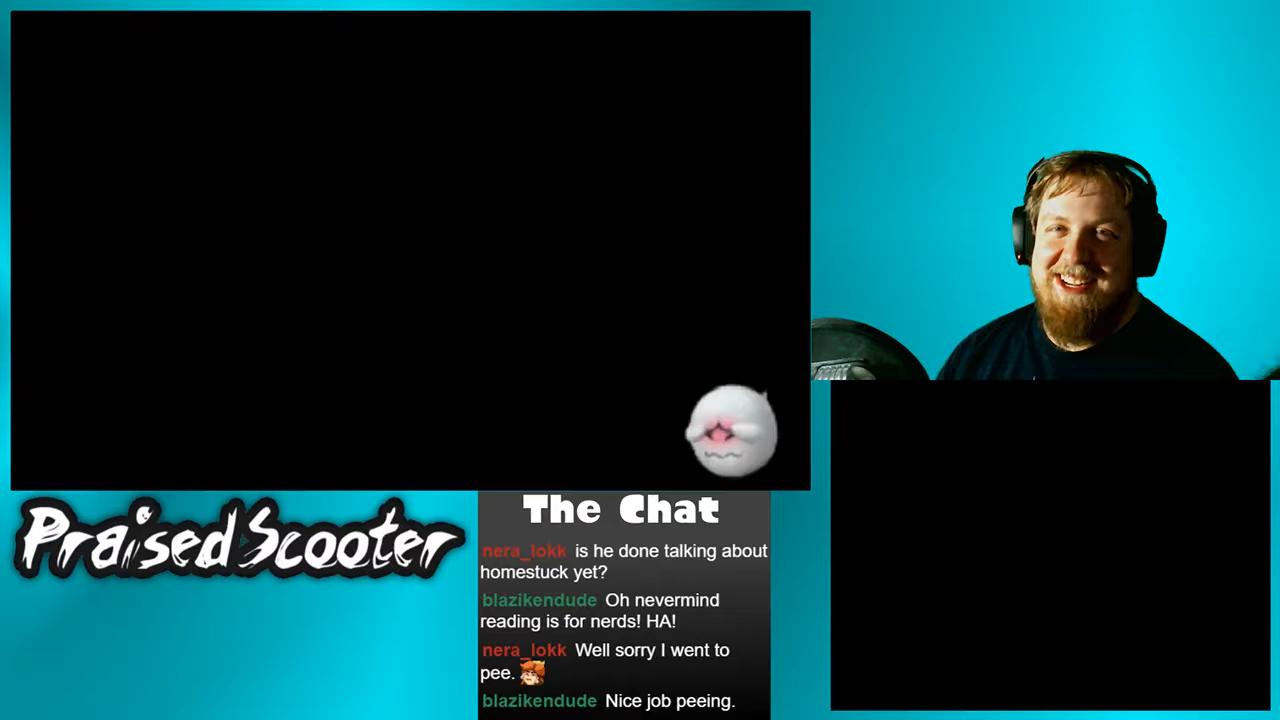 PraisedScooter
The Chat
nera_lokk is he done talking about
homestuck yet?
blazikendude Oh nevermind
reading is for nerds! HA!
nera_lokk Well sorry I went to
pee.
blazikendude Nice job peeing.